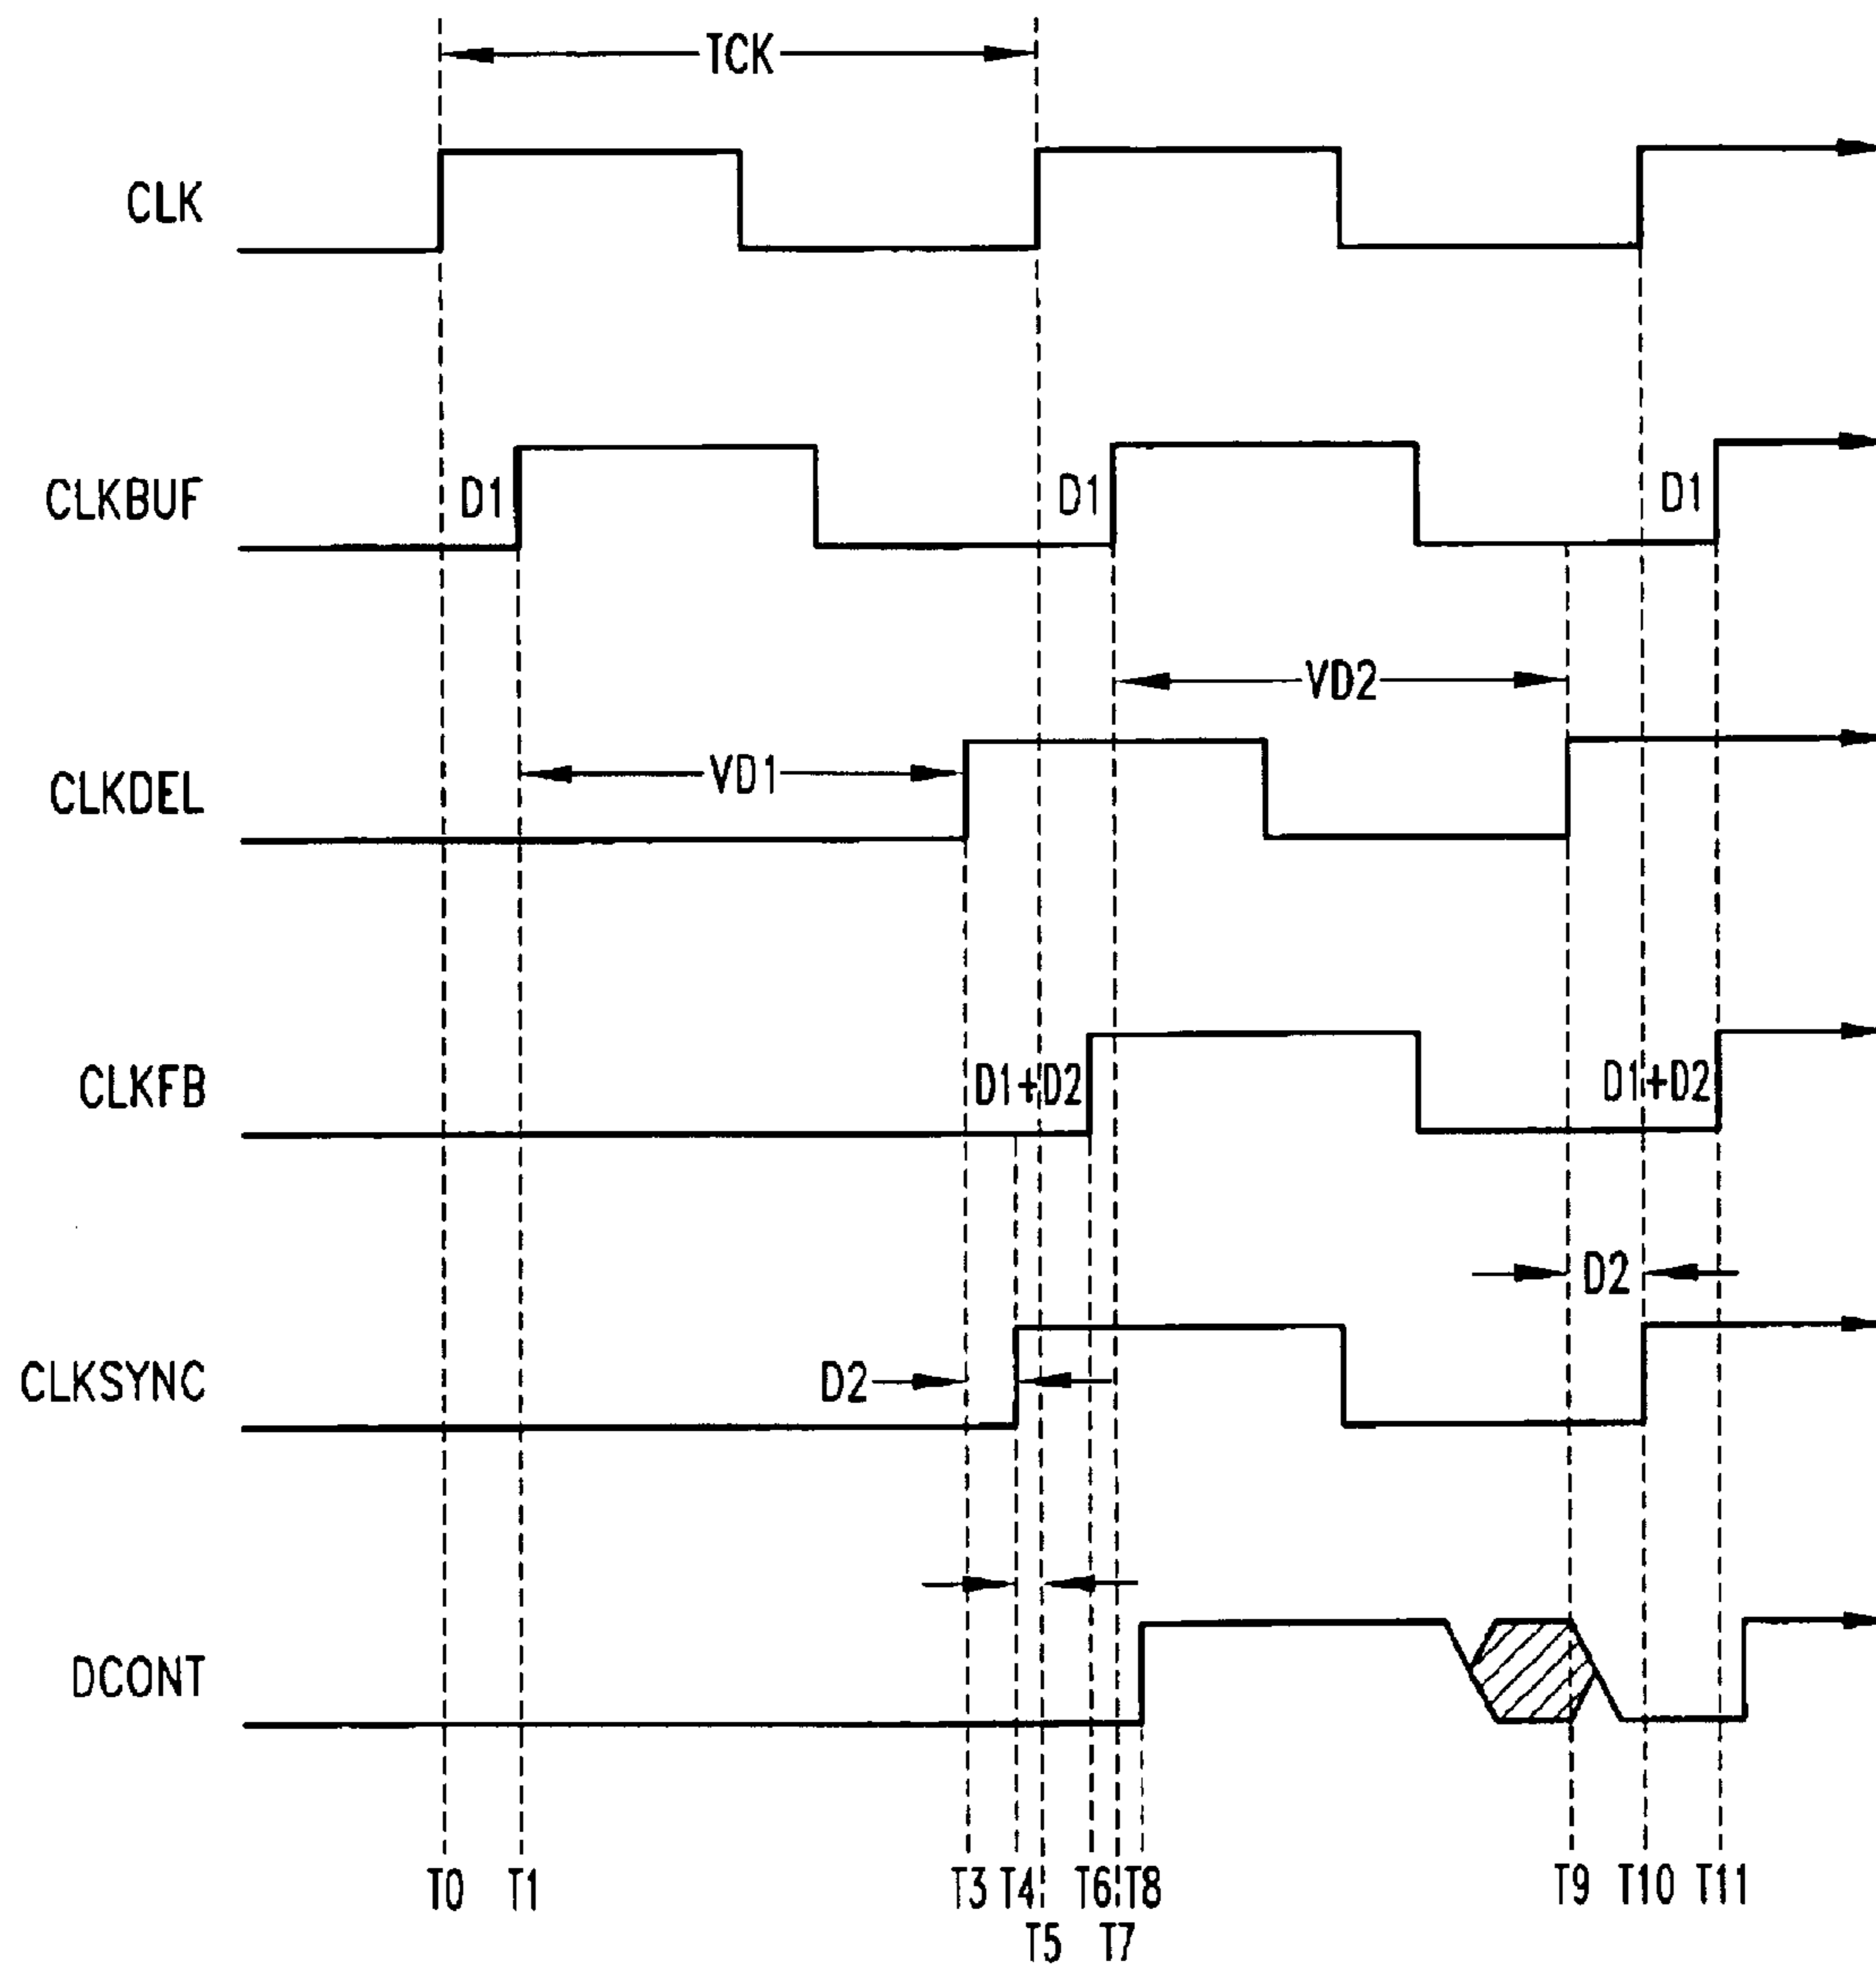 TCK
CLK
CLKBUF D1 D1 D1
VD2
CLKDEL VD1
CLKFB D1+D2 D1+D2
D2
CLKSYNC D2
DCONT
T0 T1 T3 T4 T6 T8 T9 T10 T11
T5 T7